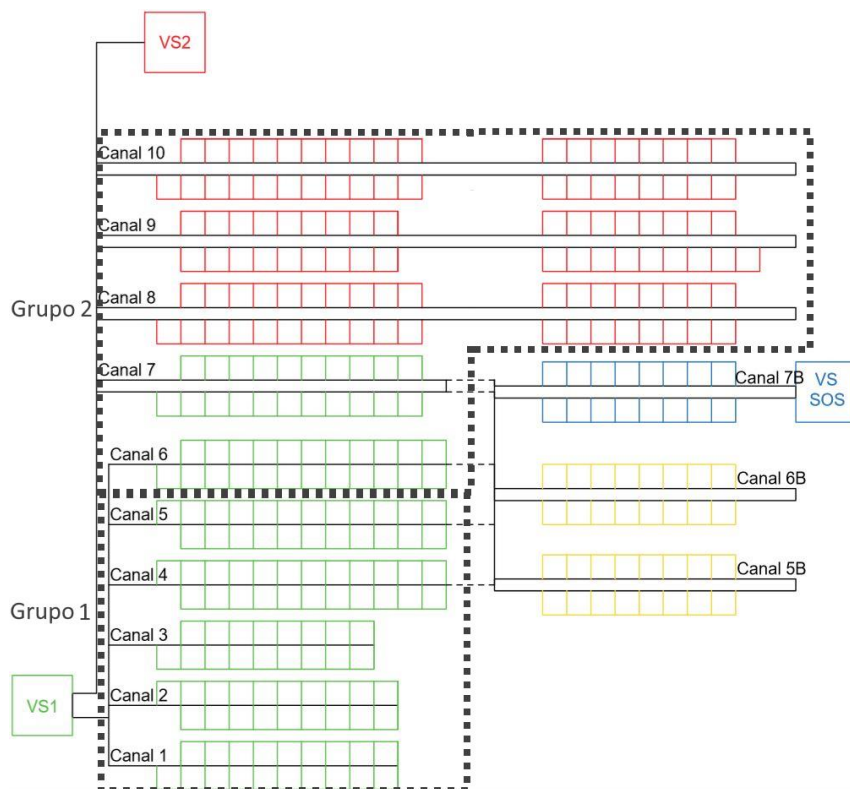 VS2
Canal 10
Canal 9
Canal 8
Grupo 2
Canal 7
Canal 7B
VS
SOS
Canal 6
Canal 6B
Canal 5
Canal 5B
Canal 4
Grupo 1
Canal 3
Canal 2
VS1
Canal 1